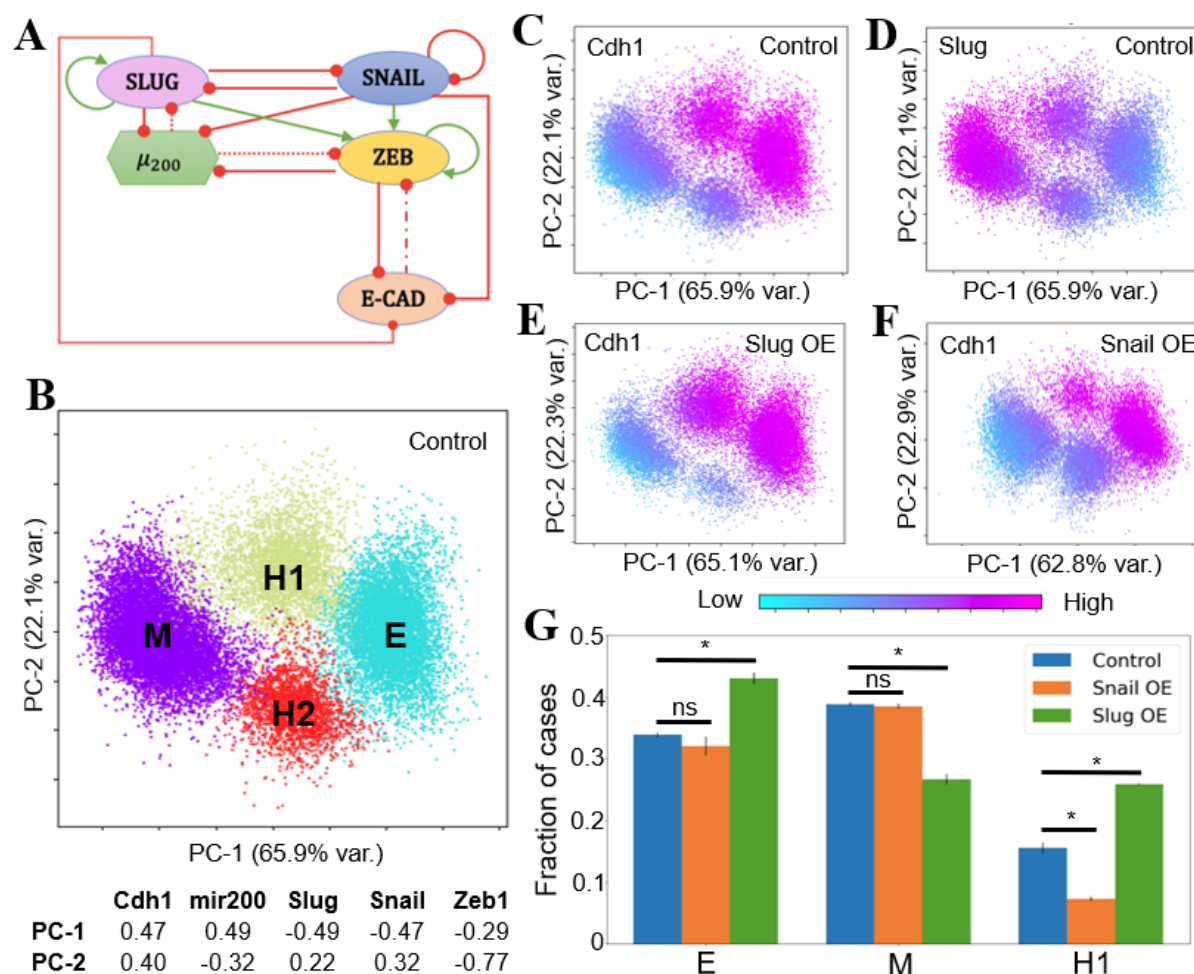 A
SLUG
SNAIL
μ200
ZEB
E-CAD
B
Control
M
H1
H2
E
PC-2 (22.1% var.)
PC-1 (65.9% var.)
Cdh1 mir200 Slug Snail Zeb1
PC-1 0.47 0.49 -0.49 -0.47 -0.29
PC-2 0.40 -0.32 0.22 0.32 -0.77
C
Cdh1 Control
PC-2 (22.1% var.)
PC-1 (65.9% var.)
D
Slug Control
PC-2 (22.1% var.)
PC-1 (65.9% var.)
E
Cdh1 Slug OE
PC-2 (22.3% var.)
PC-1 (65.1% var.)
F
Cdh1 Snail OE
PC-2 (22.9% var.)
PC-1 (62.8% var.)
Low High
G
Fraction of cases
0.5
0.4
0.3
0.2
0.1
0
*
ns
*
ns
*
*
Control
Snail OE
Slug OE
E M H1